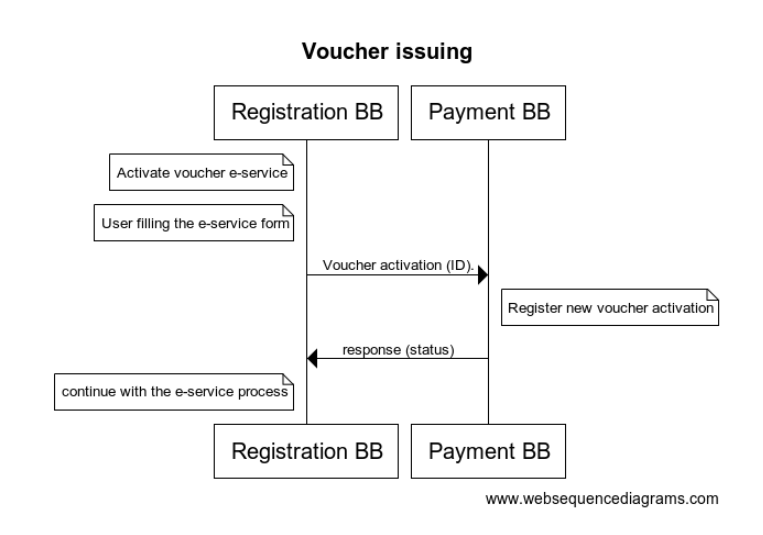 Voucher issuing
Registration BB
Payment BB
Activate voucher e-service
User filling the e-service form
Voucher activation (ID).
Register new voucher activation
response (status)
continue with the e-service process
Registration BB
Payment BB
www.websequencediagrams.com